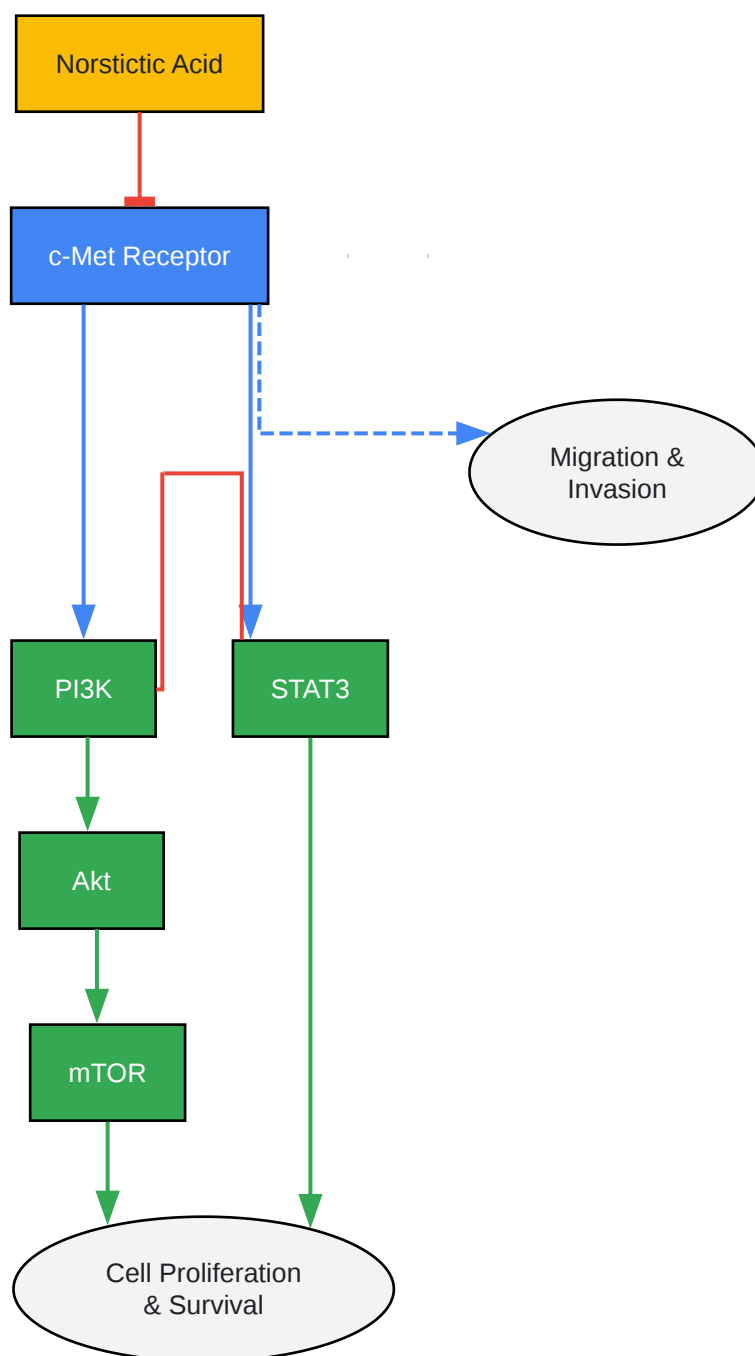 Norstictic Acid
c-Met Receptor
Migration &
Invasion
PI3K
STAT3
Akt
mTOR
Cell Proliferation
& Survival